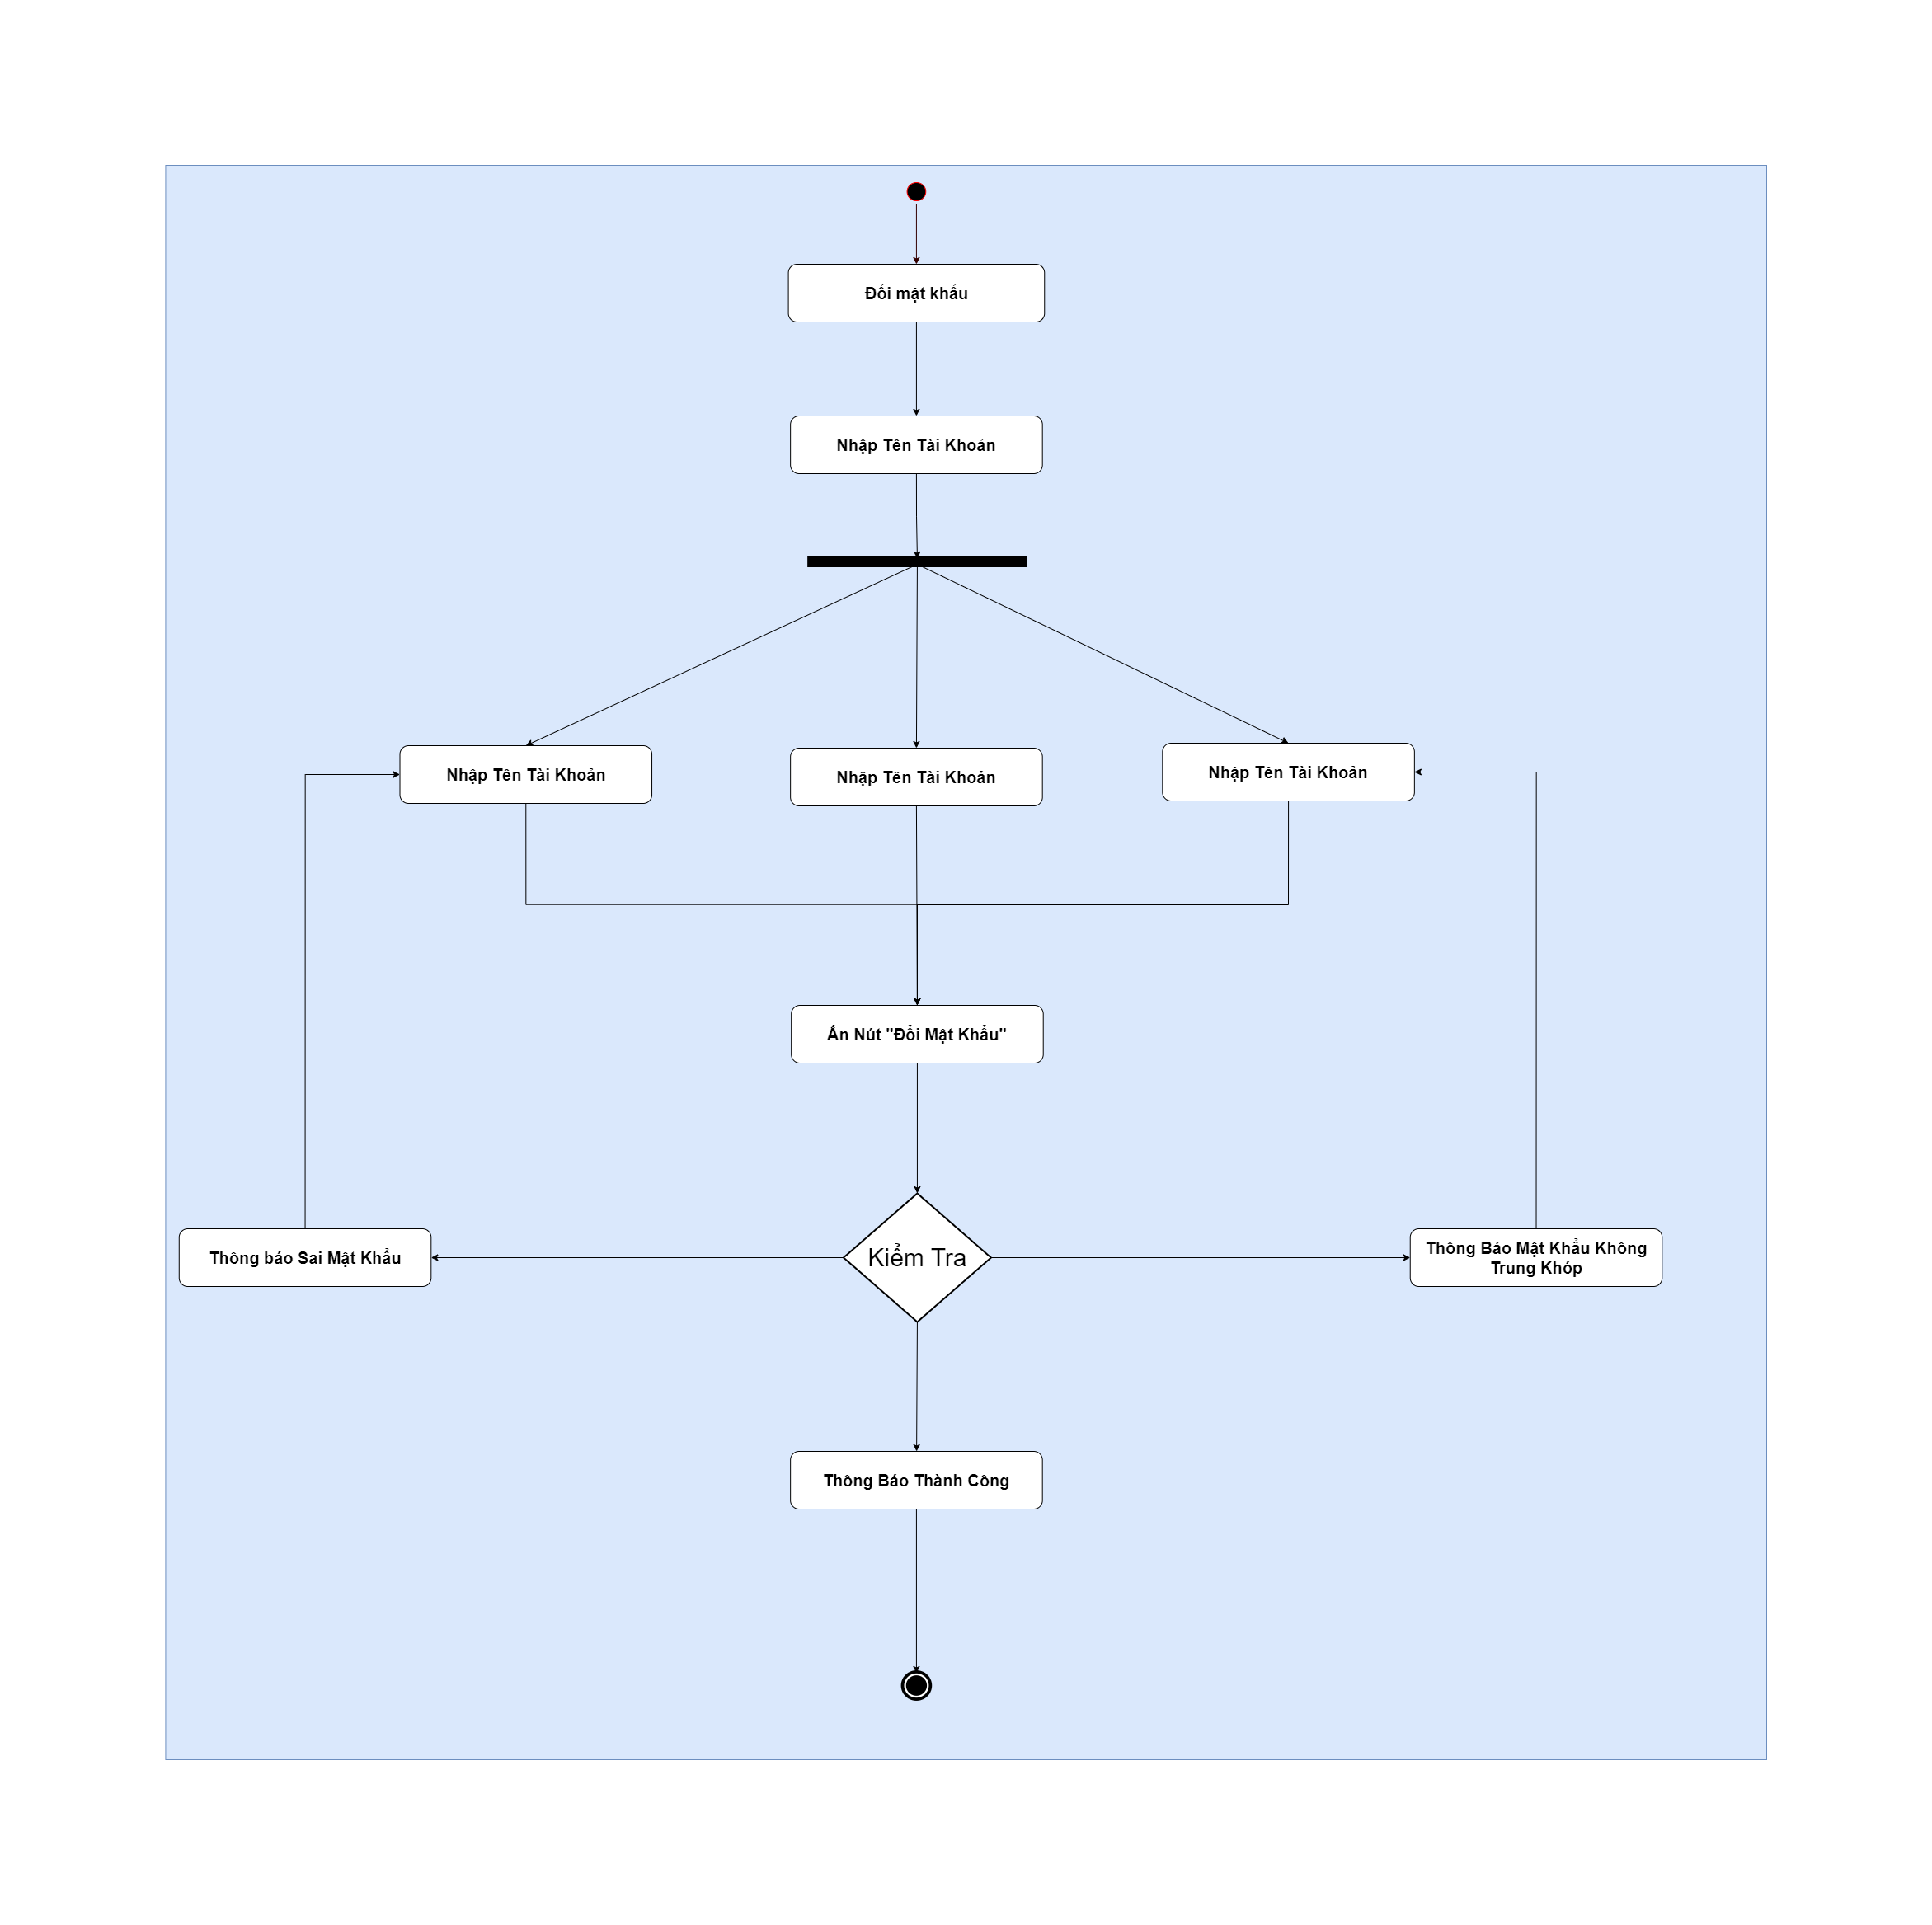 Đổi mật khẩu
Nhập Tên Tài Khoản
Nhập Tên Tài Khoản
Nhập Tên Tài Khoản
Nhập Tên Tài Khoản
Ấn Nút "Đổi Mật Khẩu"
Thông báo Sai Mật Khẩu
Kiểm Tra
Thông Báo Mật Khẩu Không
Trung Khóp
Thông Báo Thành Công